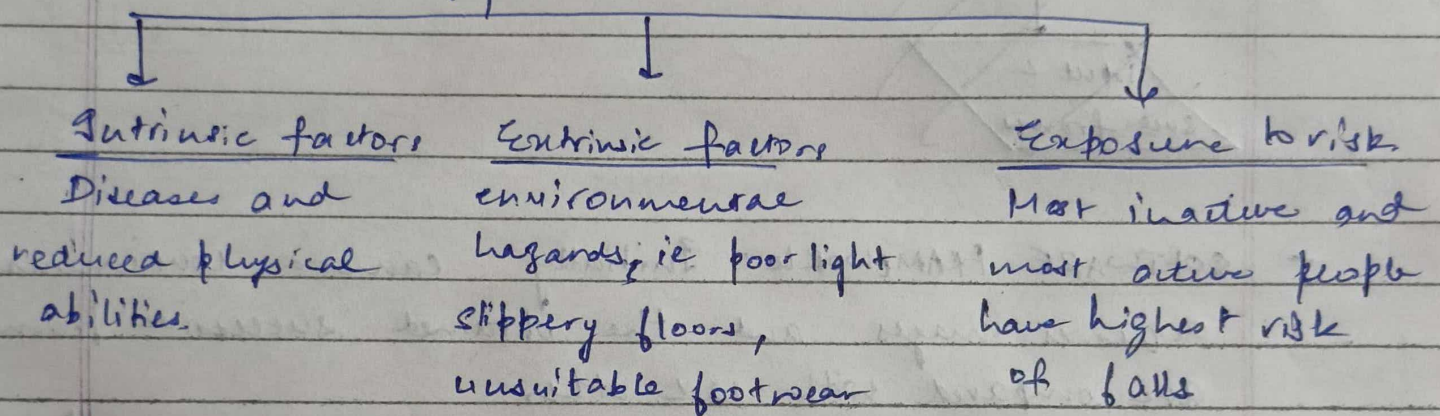 Intrinsic factors
Diseases and
reduced physical
abilities.
Extrinsic factors
environmental
hazards, ie poor light
slippery floors,
unsuitable footwear
Exposure to risk
Most inactive and
most active people
have highest risk
of falls